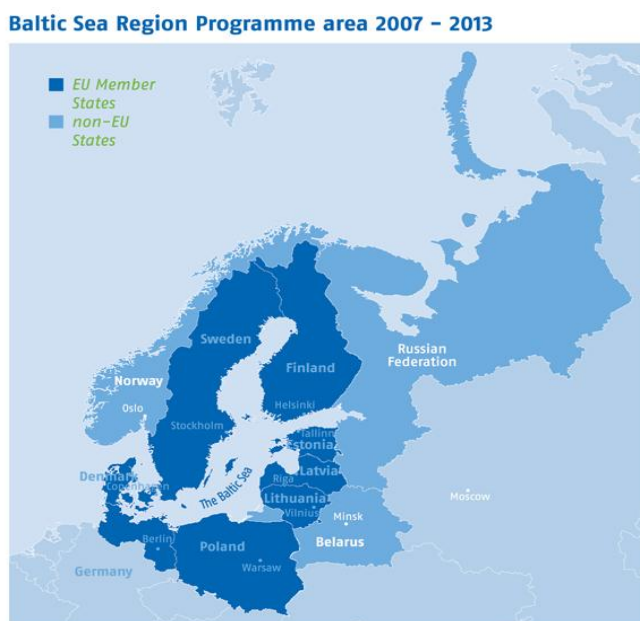 Baltic Sea Region Programme area 2007 – 2013
EU Member
States
non-EU
States
Sweden
Finland
Russian
Federation
Norway
Helsinki
Oslo
Stockholm
Tallinn
Estonia
Denmark
Copenhagen
The Baltic Sea
Riga
Latvia
Lithuania
Vilnius
Moscow
Minsk
Belarus
Berlin
Poland
Germany
Warsaw